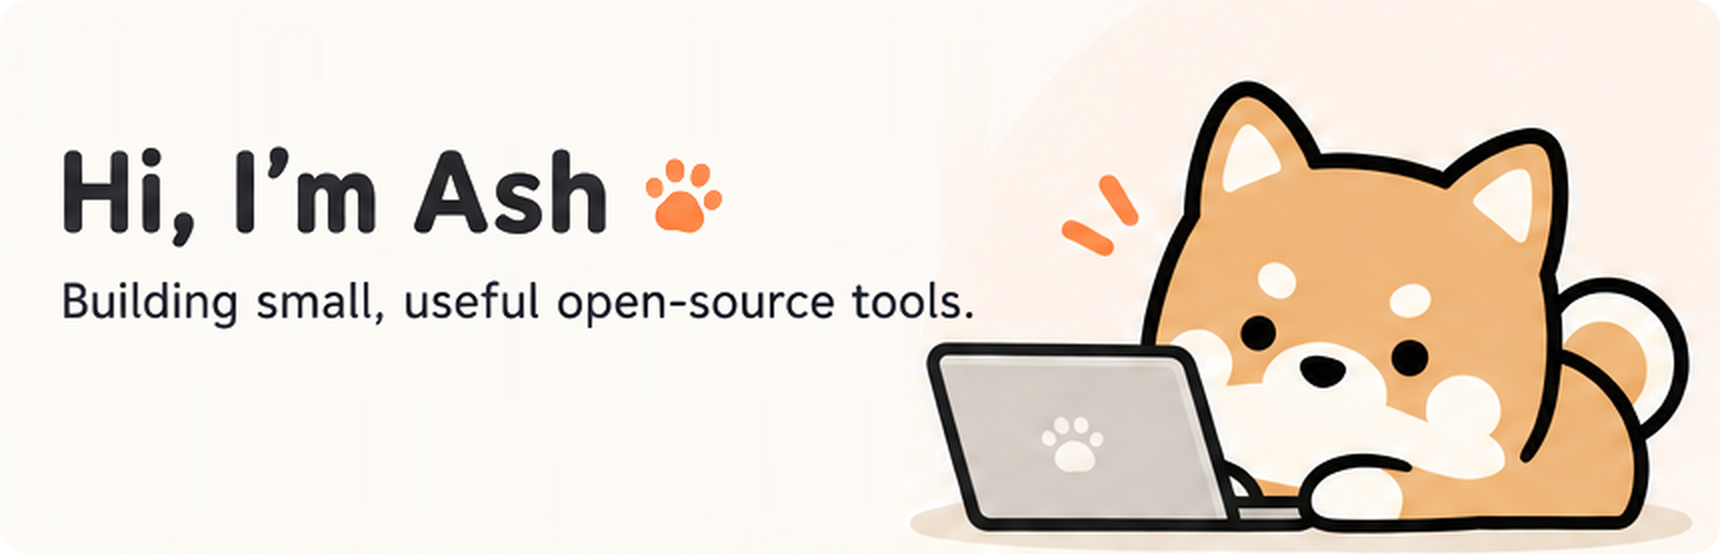 Hi, I’m Ash
Building small, useful open-source tools.